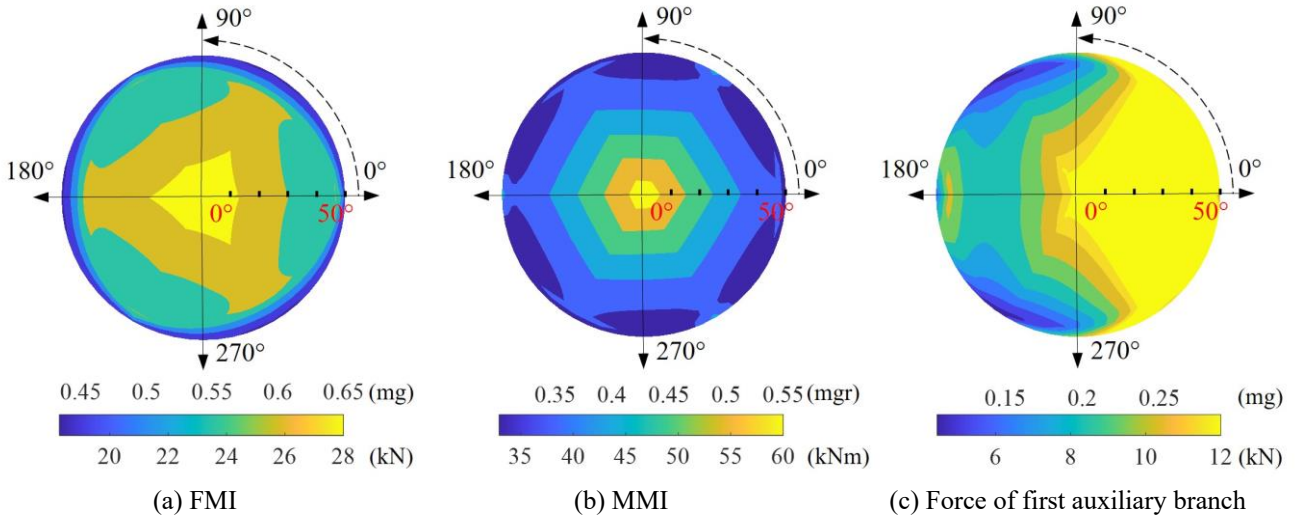 90° 90° 90°
180° 0° 180° 0° 180° 0°
0° 50° 0° 50° 0° 50°
270° 270° 270°
0.45 0.5 0.55 0.6 0.65 (mg) 0.35 0.4 0.45 0.5 0.55 (mgr) 0.15 0.2 0.25 (mg)
20 22 24 26 28 (kN) 35 40 45 50 55 60 (kNm) 6 8 10 12 (kN)
(a) FMI (b) MMI (c) Force of first auxiliary branch